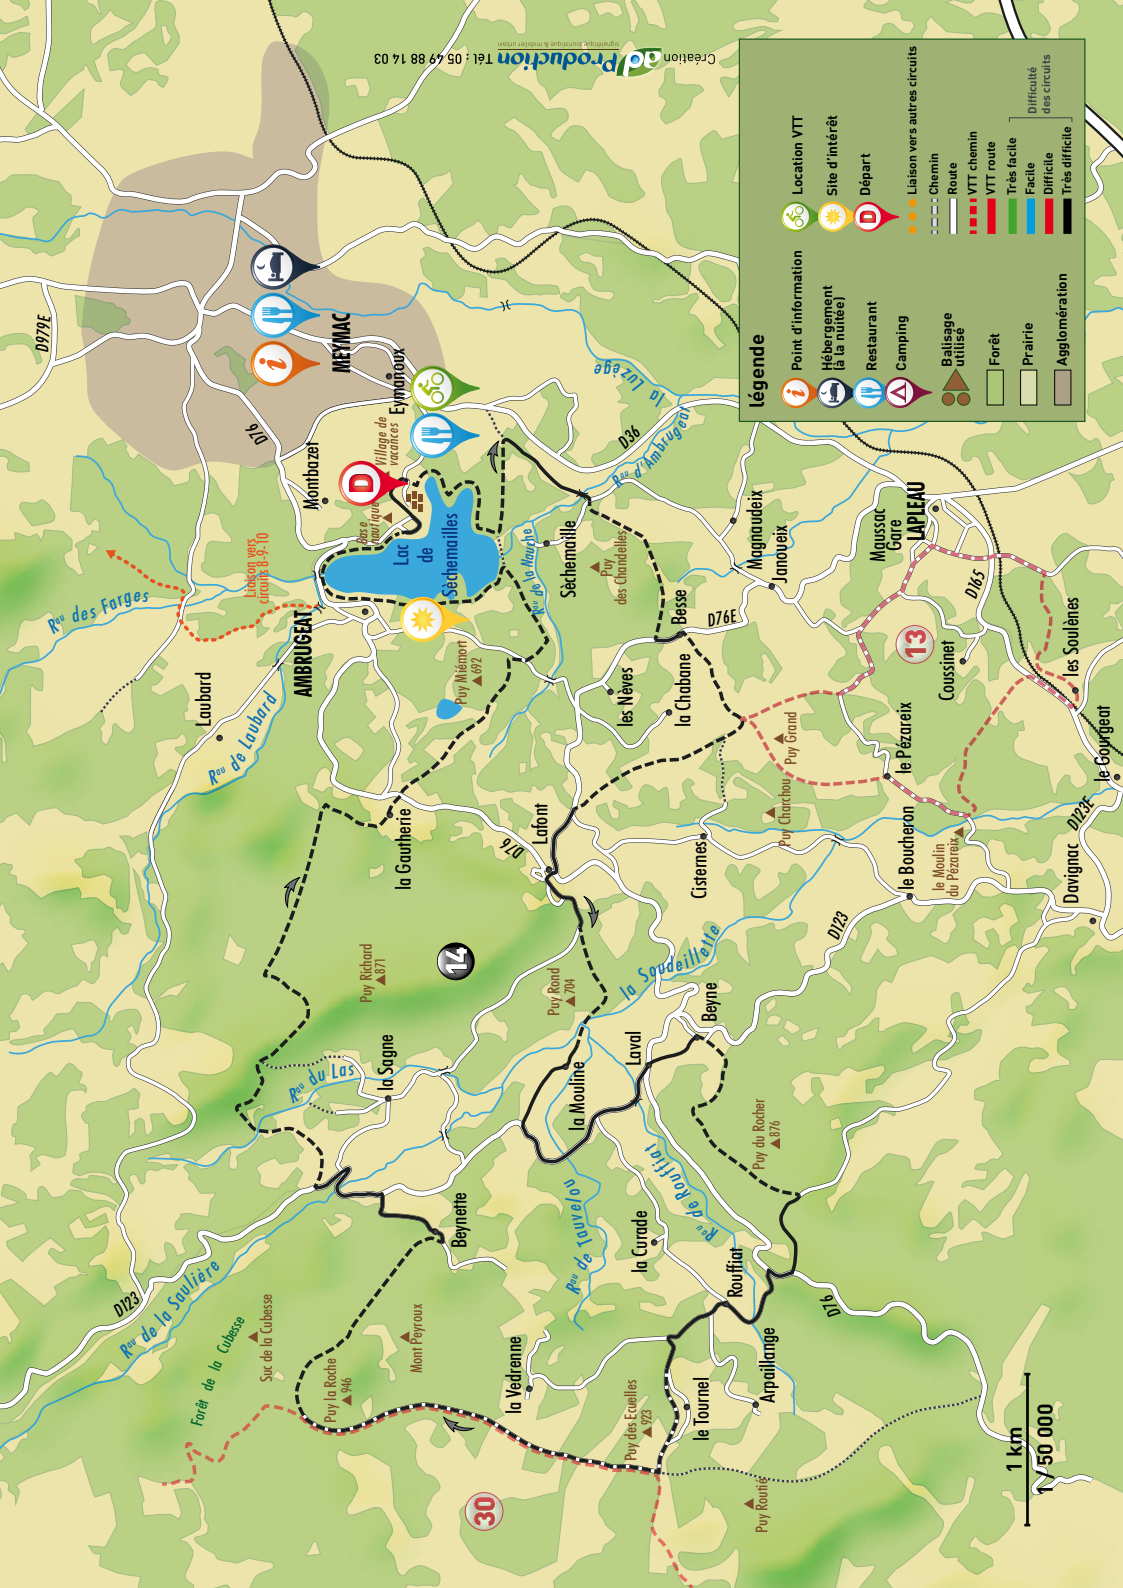 D979E
MEYMAC
D76
Eymanoux
Montbazet
Village de
vacances
Base
nautique
D
Lac
de
Sèchemailles
Liaison vers
circuits 8-9-10
Rau des Farges
AMBRUGEAT
Laubard
Rau de Laubard
Puy Miémort
692
Rau de la Nauche
la Luzège
D36
Rau d'Ambrugeat
Sèchemaille
Puy
des Chandelles
Besse
D76E
Magnaudeix
Janoueix
Maussac
Gare
LAPLEAU
D165
13
Coussinet
les Soulènes
les Nèves
la Chabane
Puy Grand
le Pézareix
le Gourgeat
Puy Charchou
Cisternes
le Boucheron
le Moulin
du Pézareix
D123E
Davignac
D123
la Gautherie
D76
Lafont
Puy Richard
871
14
Puy Rond
704
la Soudeillette
Beyne
Laval
la Mouline
la Sagne
Rau du Las
Puy du Rocher
876
Rau de Rouffiat
Rau de Tauvelou
la Curade
Rouffiat
D76
Beynette
D123
Rau de la Saulière
Forêt de la Cubesse
Suc de la Cubesse
Mont Peyroux
Puy la Roche
946
la Vedrenne
Puy des Ecuelles
923
le Tournel
Arpaillange
Puy Routié
30
1 km
1 / 50 000
légende
Point d'information
Hébergement
(à la nuitée)
Restaurant
Camping
Balisage
utilisé
Forêt
Prairie
Agglomération
Location VTT
Site d'intérêt
Départ
Liaison vers autres circuits
Chemin
Route
VTT chemin
VTT route
Très facile
Facile
Difficile
Très difficile
Difficulté
des circuits
Création ad Production Tél : 05 49 88 14 03
signalétique touristique & mobilier urbain